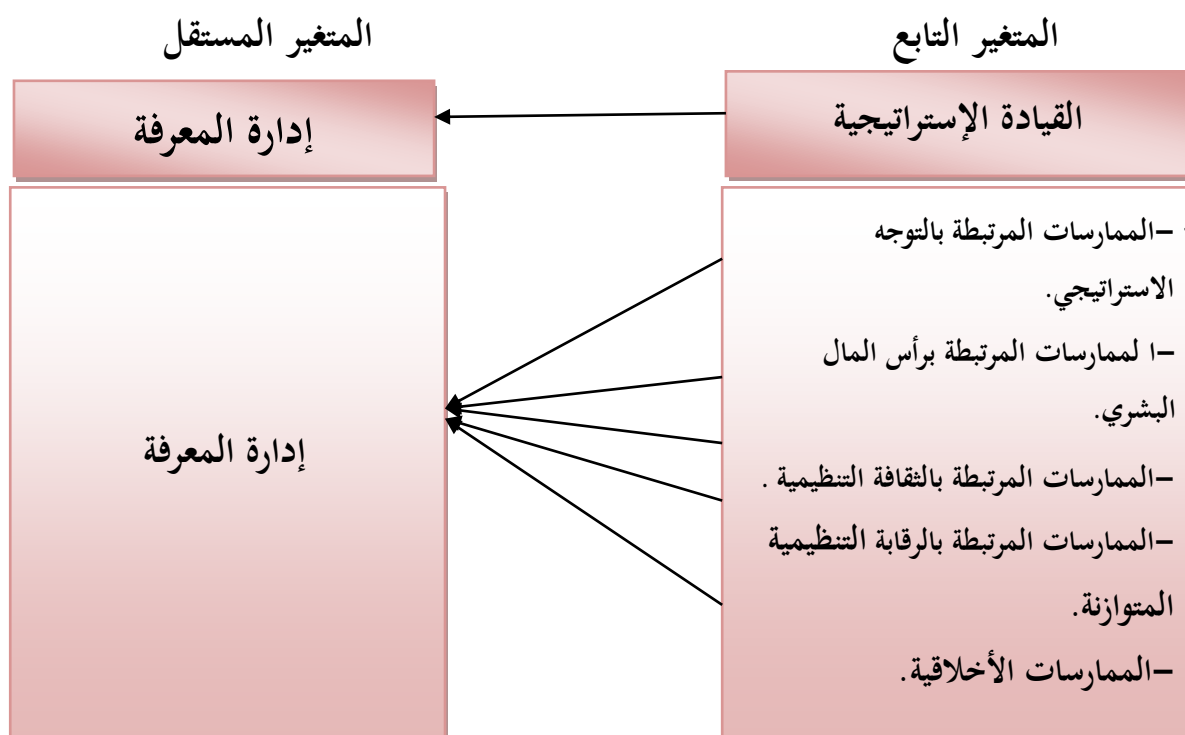 المتغير التابع
المتغير المستقل
القيادة الإستراتيجية
إدارة المعرفة
–الممارسات المرتبطة بالتوجه
الاستراتيجي.
–ا لممارسات المرتبطة برأس المال
البشري.
–الممارسات المرتبطة بالثقافة التنظيمية .
–الممارسات المرتبطة بالرقابة التنظيمية
المتوازنة.
–الممارسات الأخلاقية.
إدارة المعرفة